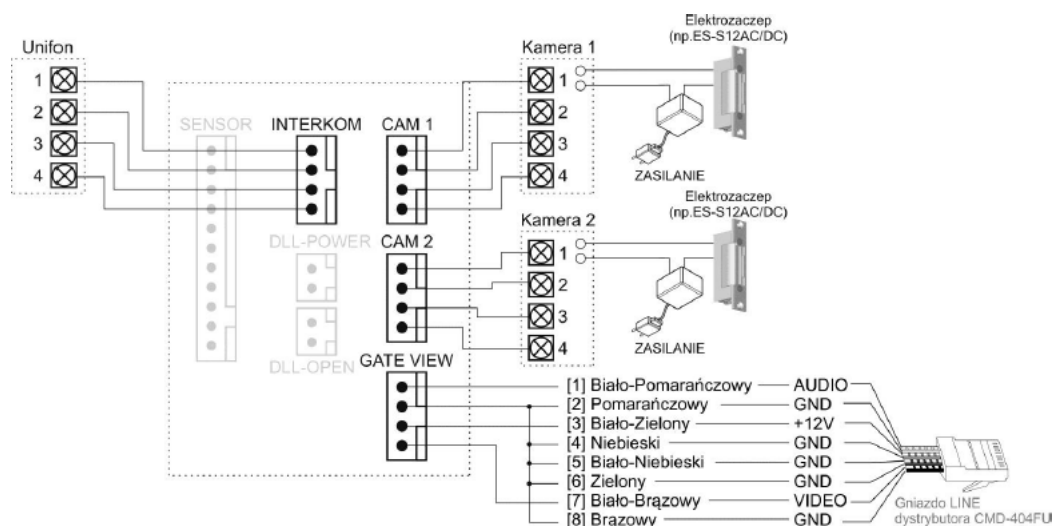 Elektrozaczep
(np.ES-S12AC/DC)
Unifon
Kamera 1
1
2
3
4
SENSOR
INTERKOM
CAM 1
1
2
3
4
ZASILANIE
Elektrozaczep
(np.ES-S12AC/DC)
Kamera 2
DLL-POWER
CAM 2
1
2
3
4
ZASILANIE
DLL-OPEN
GATE VIEW
[1] Biało-Pomarańczowy AUDIO
[2] Pomarańczowy GND
[3] Biało-Zielony +12V
[4] Niebieski GND
[5] Biało-Niebieski GND
[6] Zielony GND
[7] Biało-Brązowy VIDEO
[8] Brązowy GND
Gniazdo LINE
dystrybutora CMD-404FU